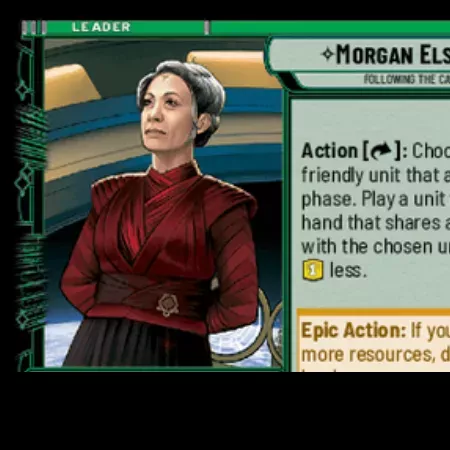 LEADER
MORGAN ELS
FOLLOWING THE CA
Action [ ]: Choo
friendly unit that a
phase. Play a unit
hand that shares a
with the chosen un
1 less.
Epic Action: If you
more resources, d